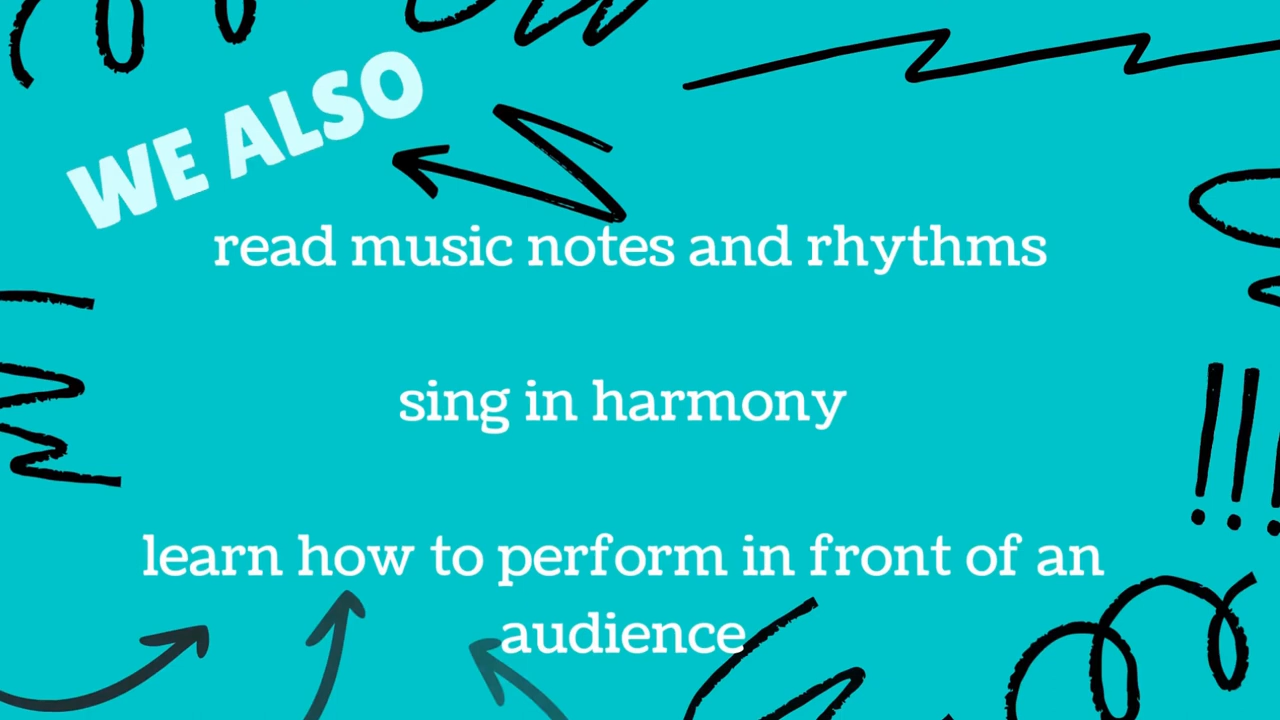 WE ALSO
read music notes and rhythms
sing in harmony
learn how to perform in front of an
audience
!!!